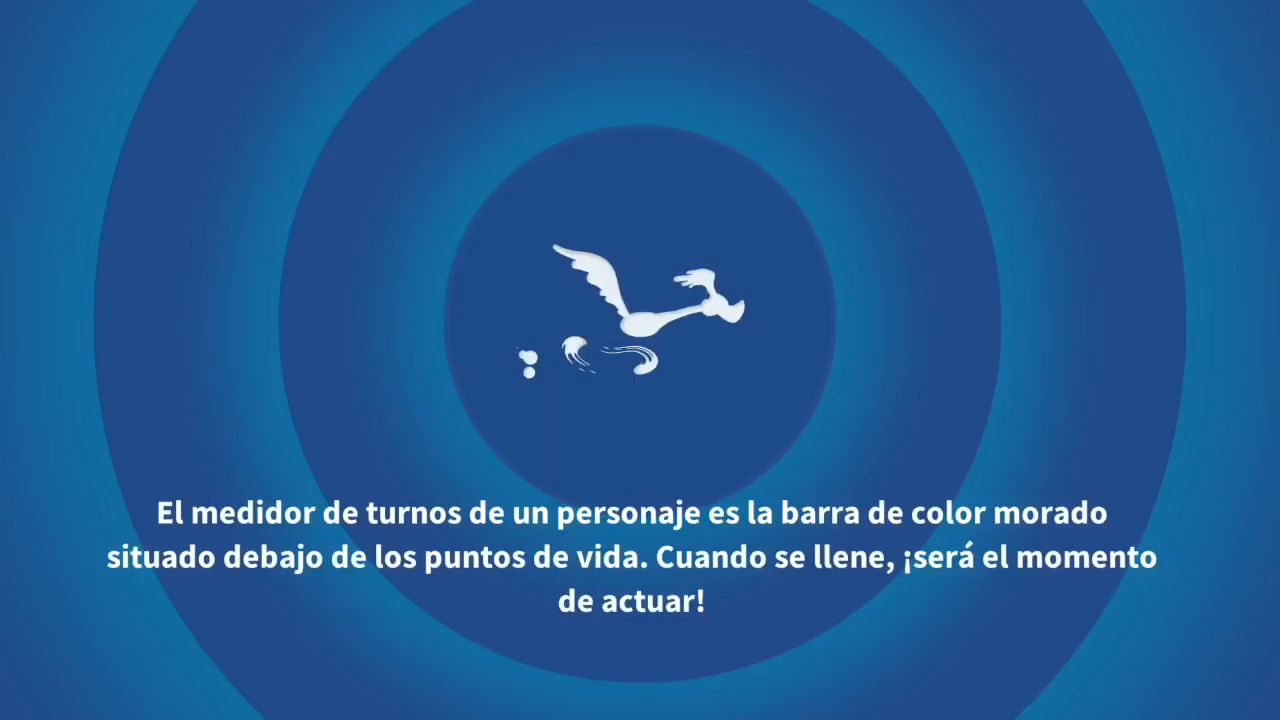 El medidor de turnos de un personaje es la barra de color morado
situado debajo de los puntos de vida. Cuando se llene, ¡será el momento
de actuar!